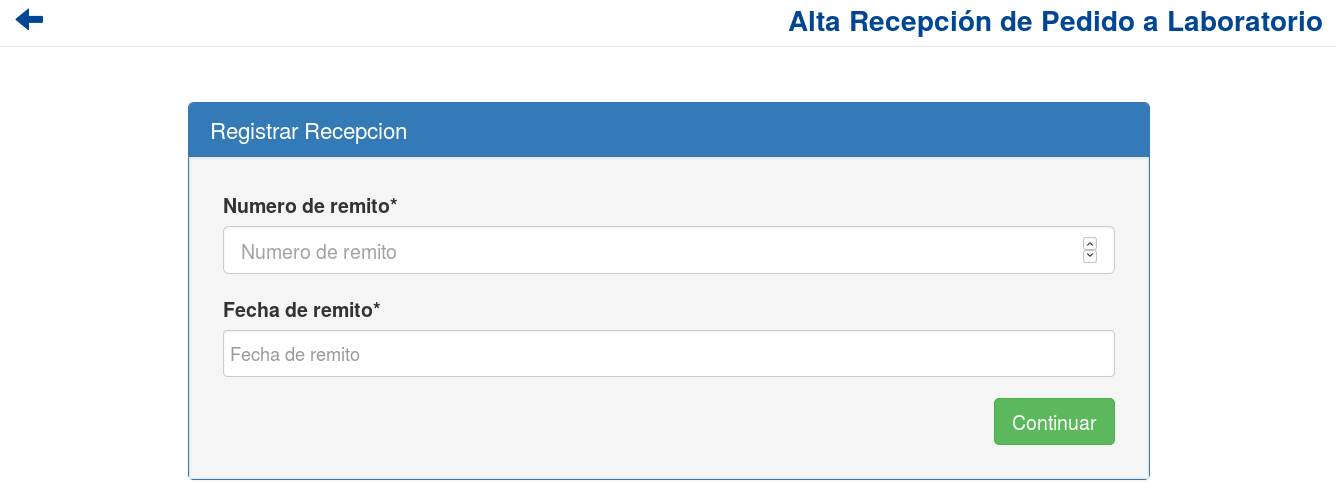 Alta Recepción de Pedido a Laboratorio
Registrar Recepcion
Numero de remito*
Numero de remito
Fecha de remito*
Fecha de remito
Continuar